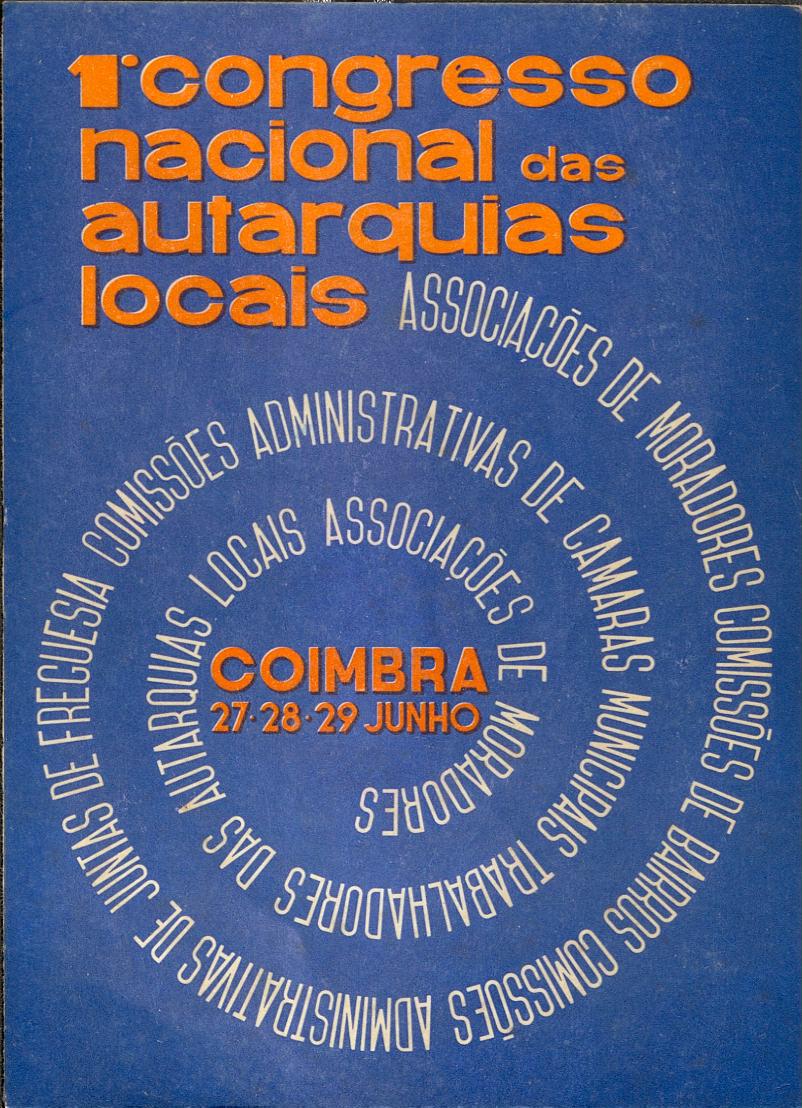 1º congresso
nacional das
autarquias
locais
ASSOCIAÇÕES DE MORADORES COMISSÕES DE BAIRROS COMISSÕES ADMINISTRATIVAS DE JUNTAS DE FREGUESIA COMISSÕES ADMINISTRATIVAS DE CAMARAS MUNICIPAIS TRABALHADORES DAS AUTARQUIAS LOCAIS ASSOCIAÇÕES DE MORADORES
COIMBRA
27·28·29 JUNHO